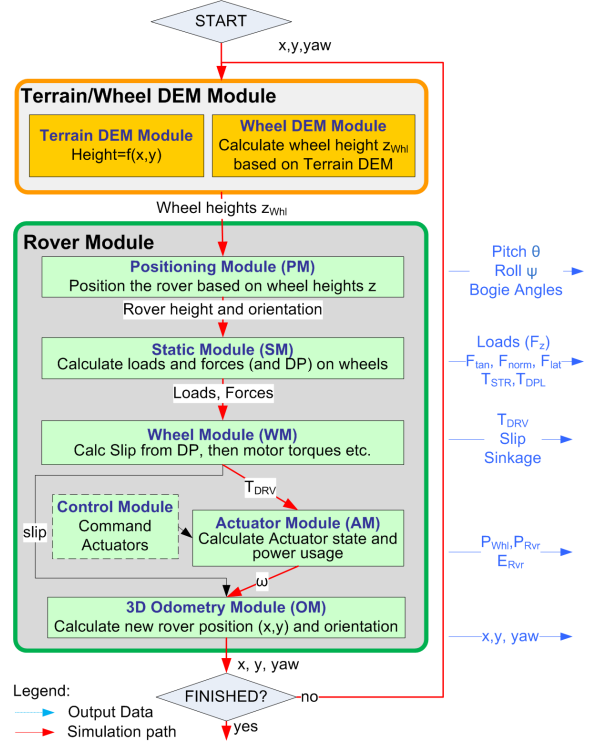 START
x,y,yaw
Terrain/Wheel DEM Module
Terrain DEM Module
Height=f(x,y)
Wheel DEM Module
Calculate wheel height zWhl
based on Terrain DEM
Wheel heights zWhl
Rover Module
Positioning Module (PM)
Position the rover based on wheel heights z
Rover height and orientation
Static Module (SM)
Calculate loads and forces (and DP) on wheels
Loads, Forces
Wheel Module (WM)
Calc Slip from DP, then motor torques etc.
TDRV
slip
Control Module
Command
Actuators
Actuator Module (AM)
Calculate Actuator state and
power usage
ω
3D Odometry Module (OM)
Calculate new rover position (x,y) and orientation
x, y, yaw
FINISHED?
no
yes
Pitch θ
Roll ψ
Bogie Angles
Loads (Fz)
Ftan, Fnorm, Flat
TSTR,TDPL
TDRV
Slip
Sinkage
PWhl,PRvr
ERvr
x,y, yaw
Legend:
Output Data
Simulation path